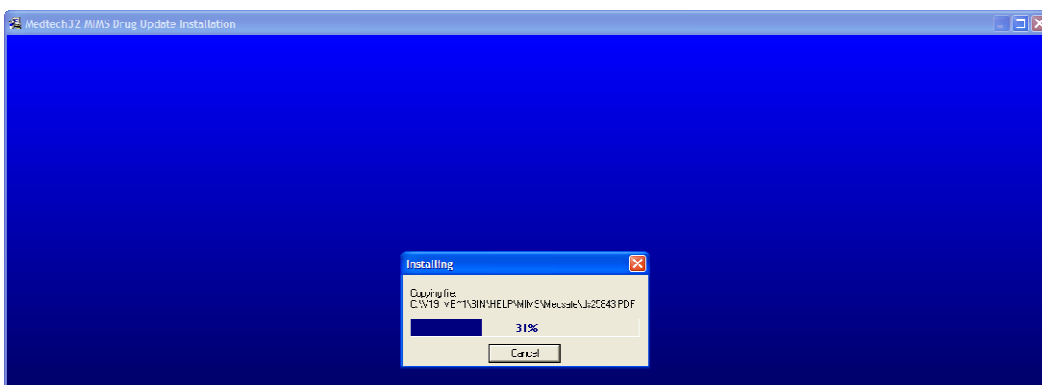 Medtech32 MIMS Drug Update Installation
Installing
Copying file:
31%
Cancel